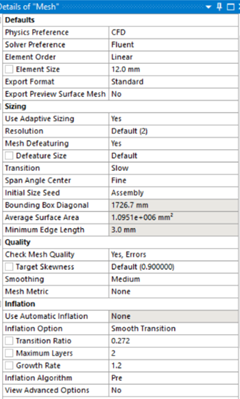 Details of "Mesh"
Defaults
Physics Preference CFD
Solver Preference Fluent
Element Order Linear
Element Size 12.0 mm
Export Format Standard
Export Preview Surface Mesh No
Sizing
Use Adaptive Sizing Yes
Resolution Default (2)
Mesh Defeaturing Yes
Defeature Size Default
Transition Slow
Span Angle Center Fine
Initial Size Seed Assembly
Bounding Box Diagonal 1726.7 mm
Average Surface Area 1.0951e+006 mm²
Minimum Edge Length 3.0 mm
Quality
Check Mesh Quality Yes, Errors
Target Skewness Default (0.900000)
Smoothing Medium
Mesh Metric None
Inflation
Use Automatic Inflation None
Inflation Option Smooth Transition
Transition Ratio 0.272
Maximum Layers 2
Growth Rate 1.2
Inflation Algorithm Pre
View Advanced Options No